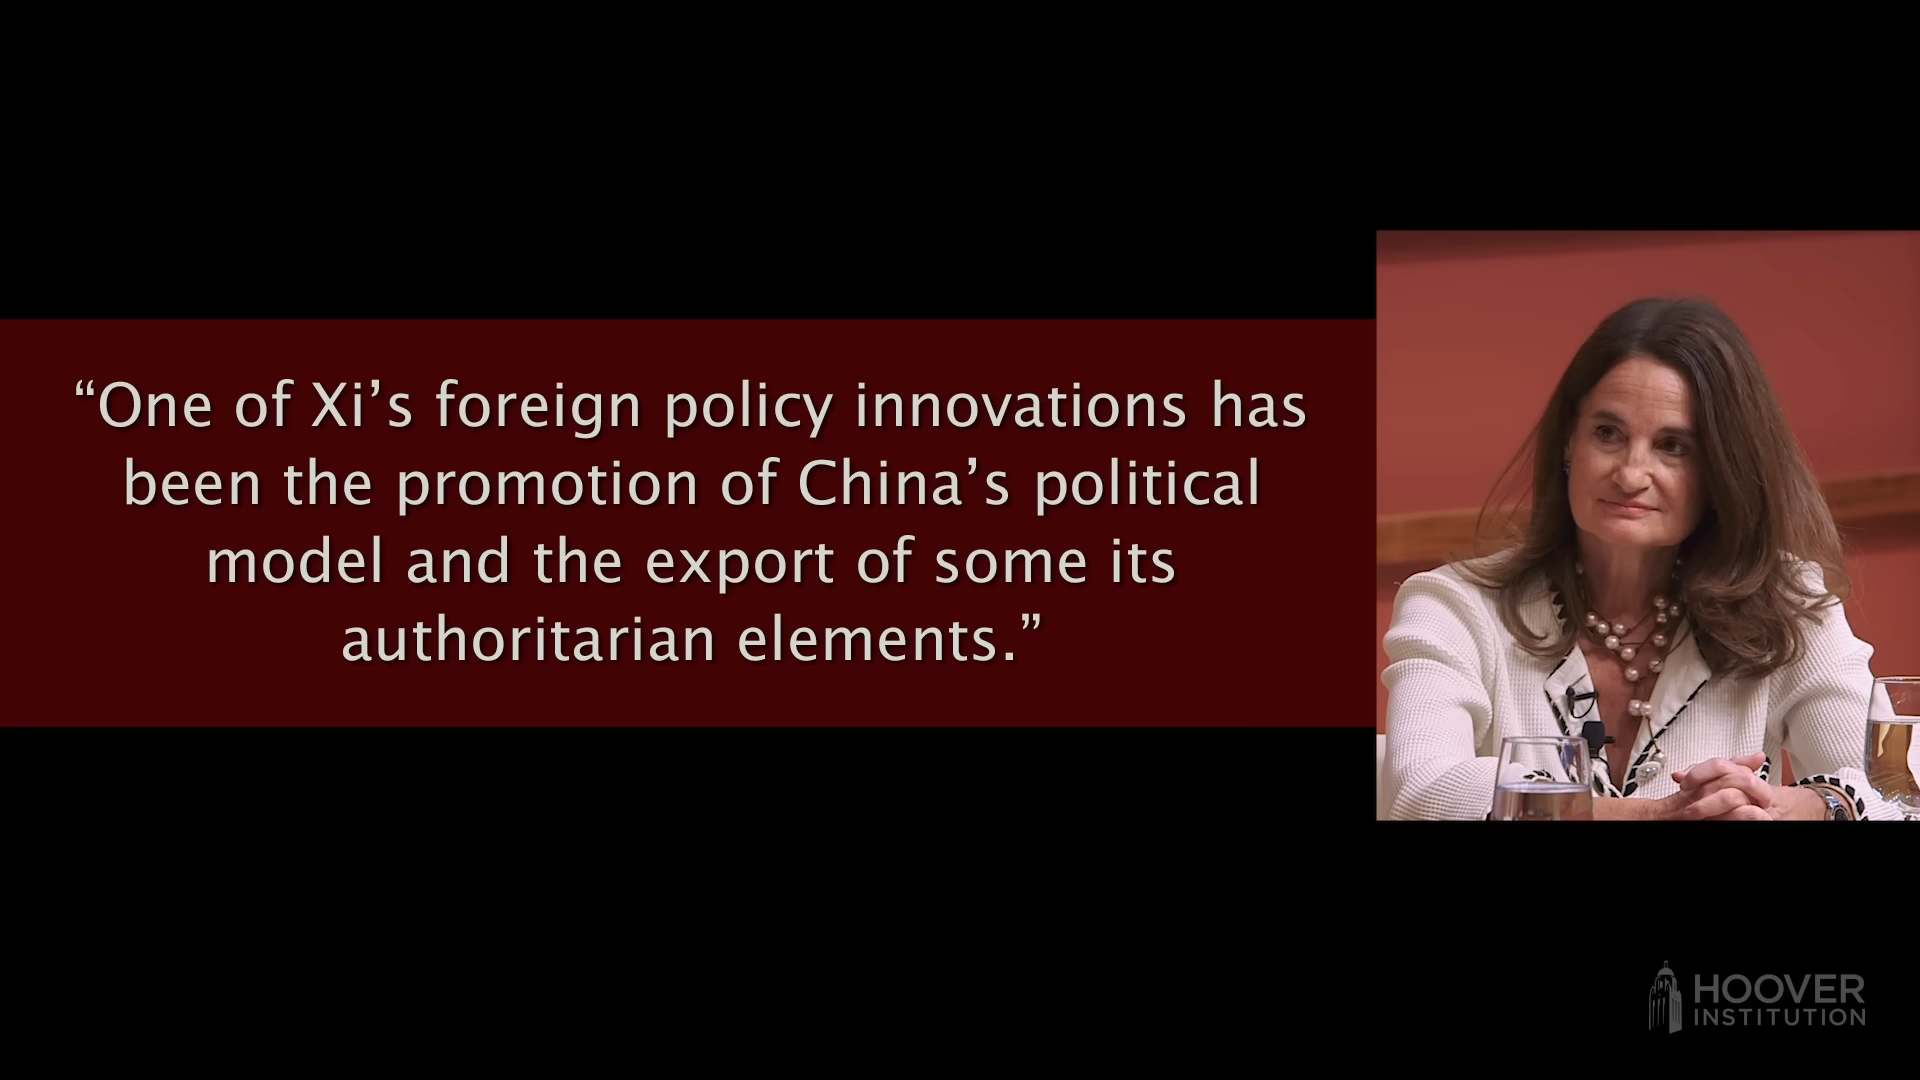 “One of Xi’s foreign policy innovations has
been the promotion of China’s political
model and the export of some its
authoritarian elements.”
HOOVER
INSTITUTION